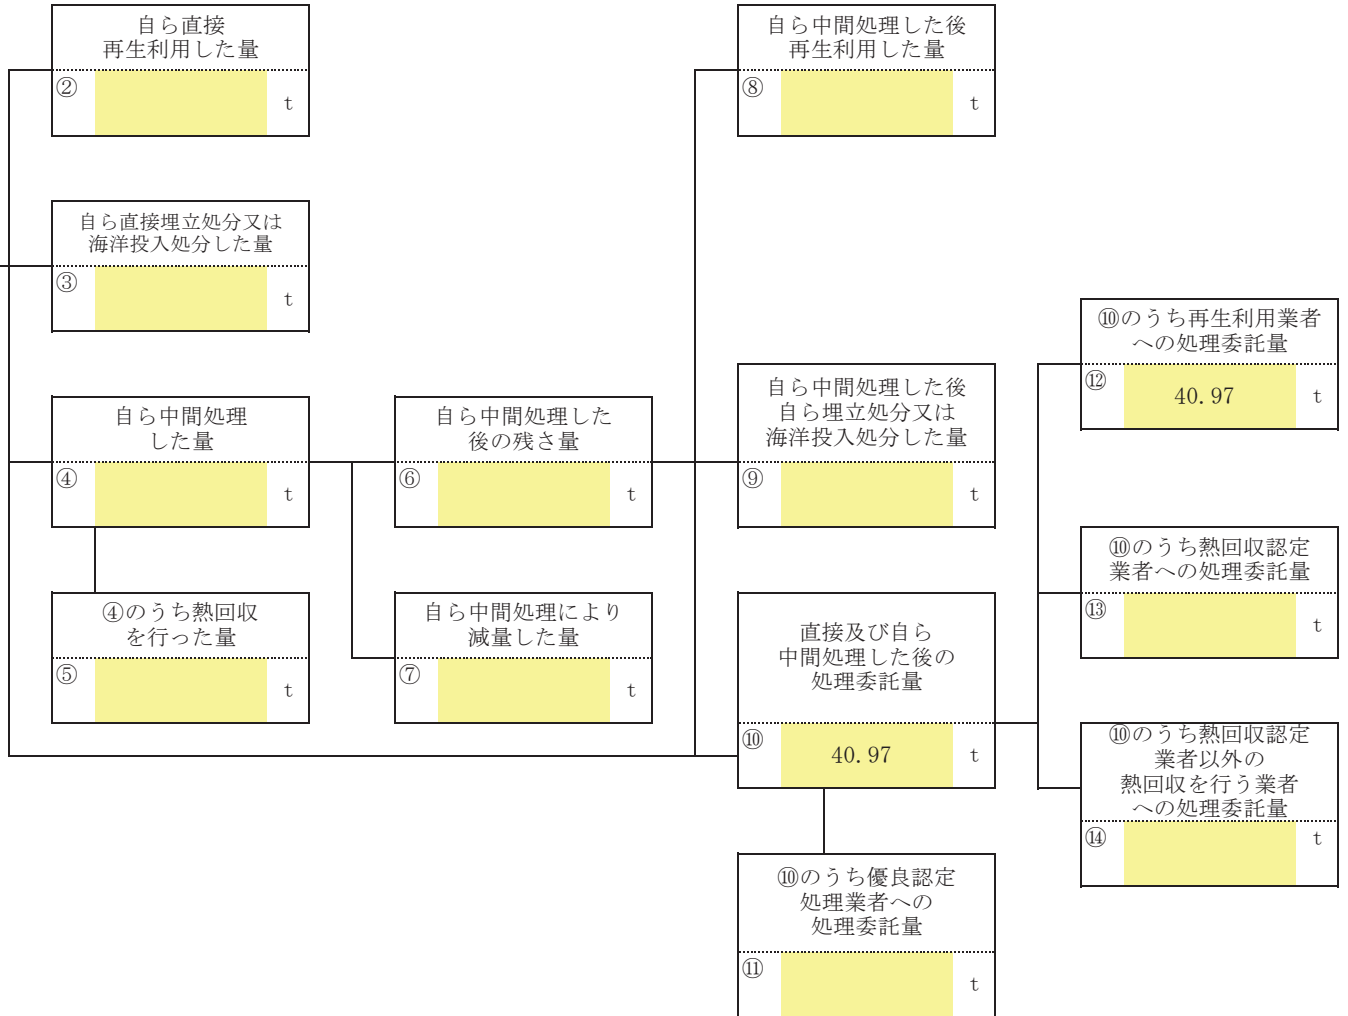 自ら直接
再生利用した量
②
t
自ら中間処理した後
再生利用した量
⑧
t
自ら直接埋立処分又は
海洋投入処分した量
③
t
⑩のうち再生利用業者
への処理委託量
⑫
40.97
t
自ら中間処理
した量
④
t
自ら中間処理した
後の残さ量
⑥
t
自ら中間処理した後
自ら埋立処分又は
海洋投入処分した量
⑨
t
⑩のうち熱回収認定
業者への処理委託量
⑬
t
④のうち熱回収
を行った量
⑤
t
自ら中間処理により
減量した量
⑦
t
直接及び自ら
中間処理した後の
処理委託量
⑩
40.97
t
⑩のうち熱回収認定
業者以外の
熱回収を行う業者
への処理委託量
⑭
t
⑩のうち優良認定
処理業者への
処理委託量
⑪
t